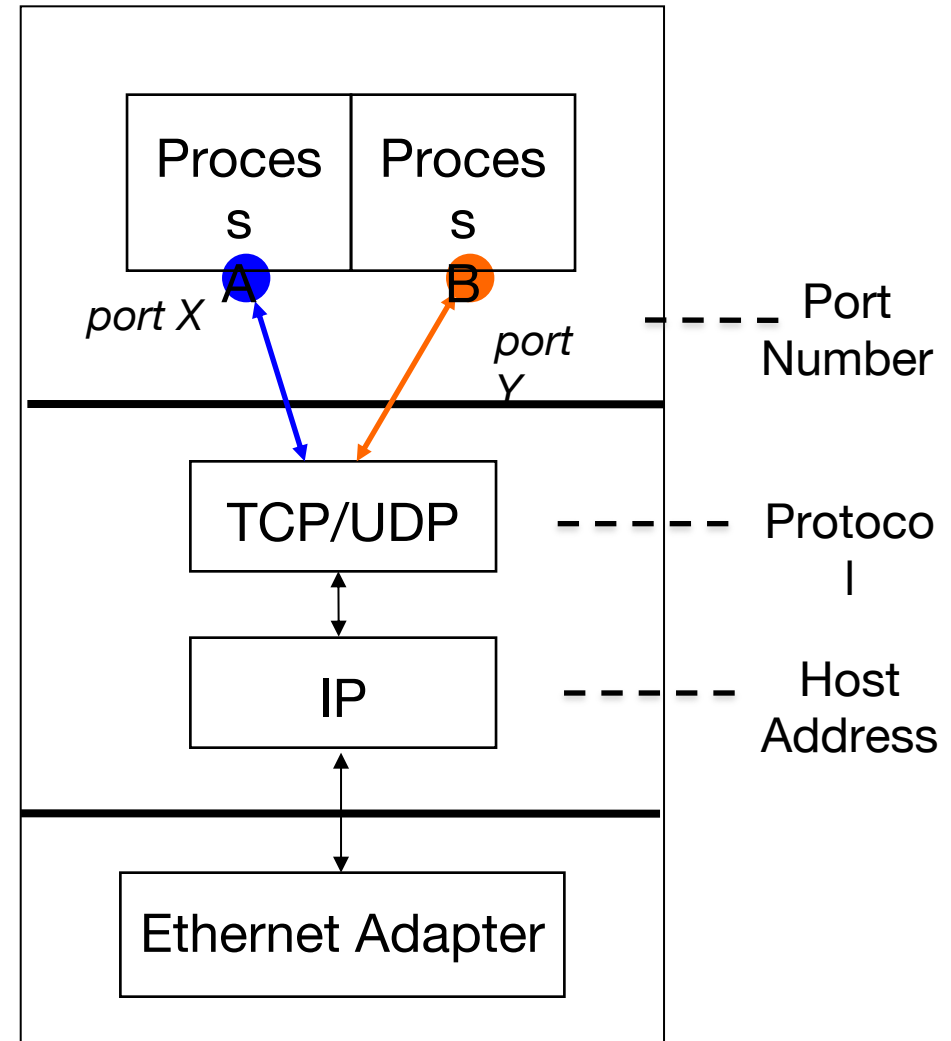 Proces
s
A
Proces
s
B
port X
port
Y
Port
Number
TCP/UDP
Protoco
l
IP
Host
Address
Ethernet Adapter